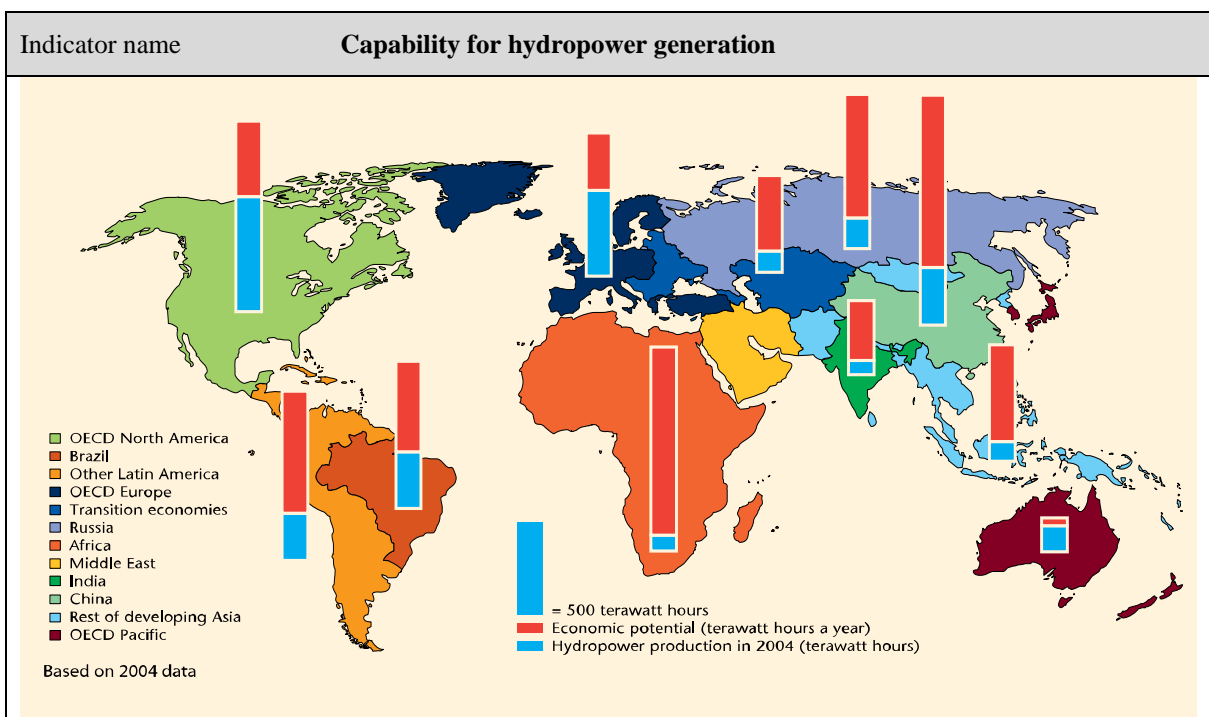 Indicator name Capability for hydropower generation
OECD North America
Brazil
Other Latin America
OECD Europe
Transition economies
Russia
Africa
Middle East
India
China
Rest of developing Asia
OECD Pacific
Based on 2004 data
= 500 terawatt hours
Economic potential (terawatt hours a year)
Hydropower production in 2004 (terawatt hours)